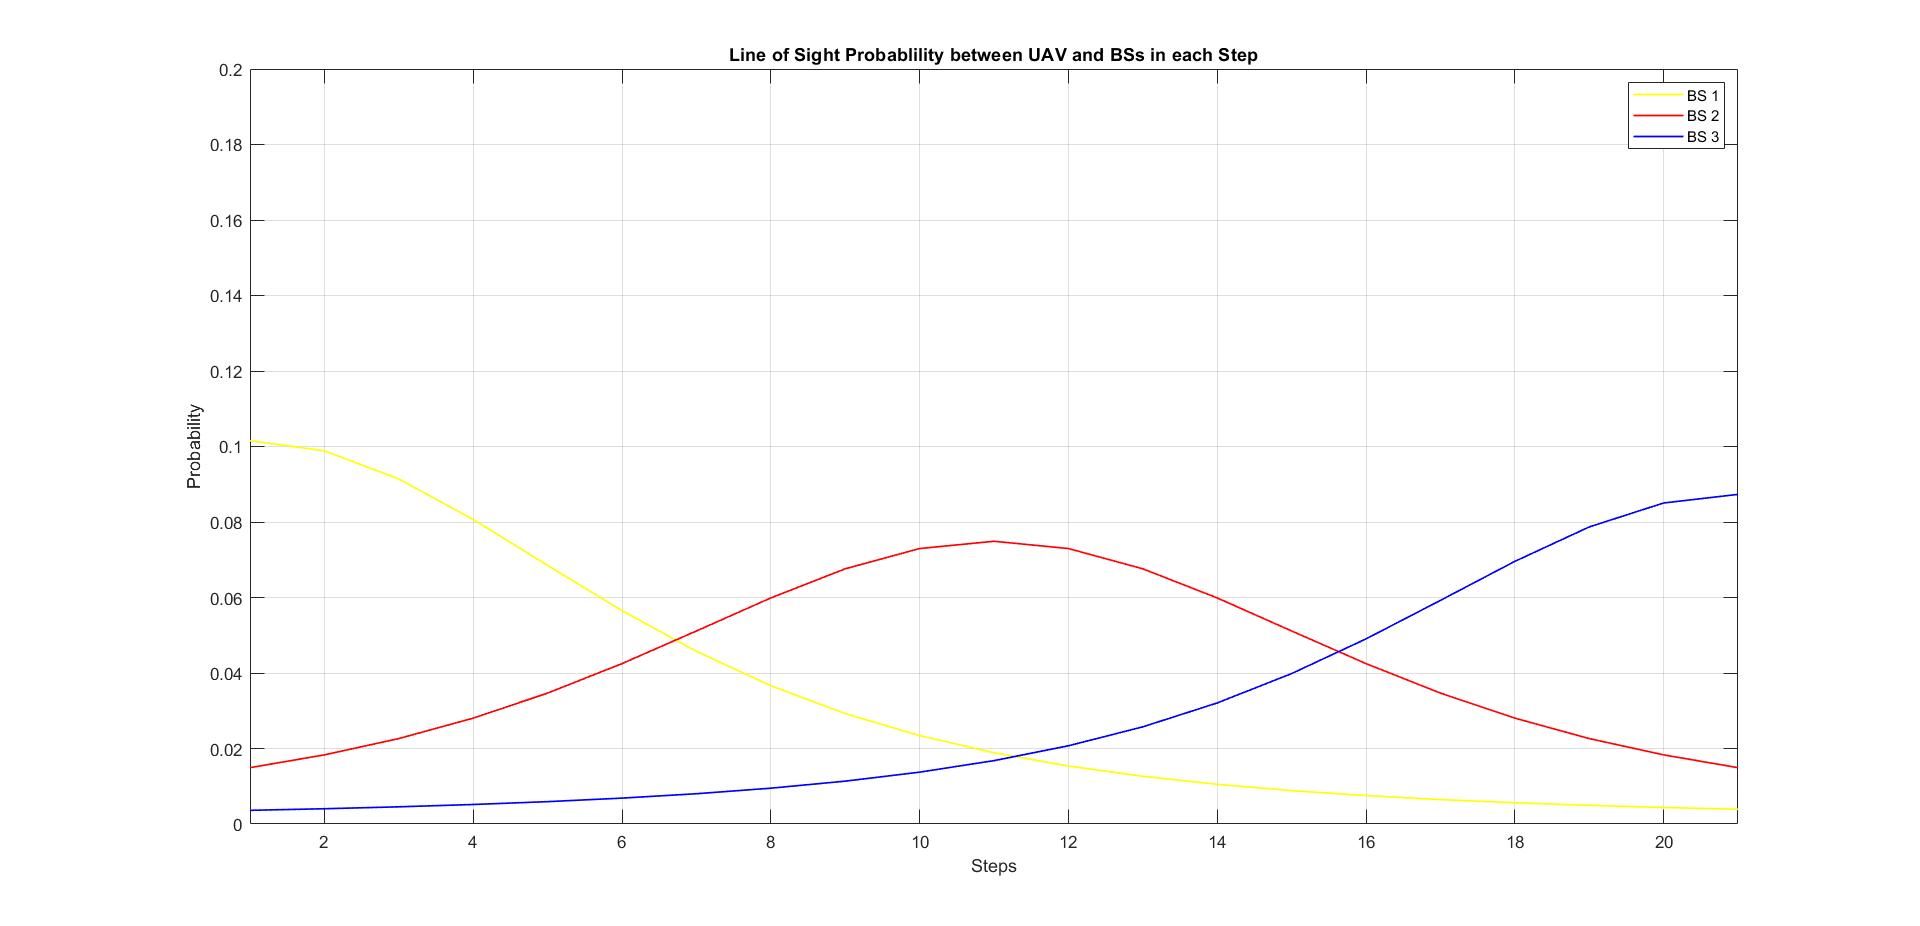 Line of Sight Probablility between UAV and BSs in each Step
0.2
0.18
0.16
0.14
0.12
0.1
0.08
0.06
0.04
0.02
0
Probability
BS 1
BS 2
BS 3
2 4 6 8 10 12 14 16 18 20
Steps